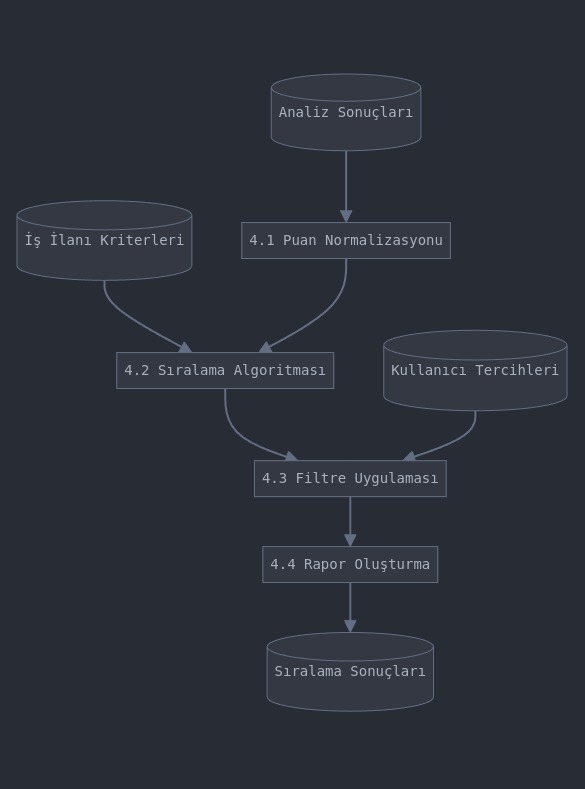 Analiz Sonuçları
İş İlanı Kriterleri
4.1 Puan Normalizasyonu
4.2 Sıralama Algoritması
Kullanıcı Tercihleri
4.3 Filtre Uygulaması
4.4 Rapor Oluşturma
Sıralama Sonuçları